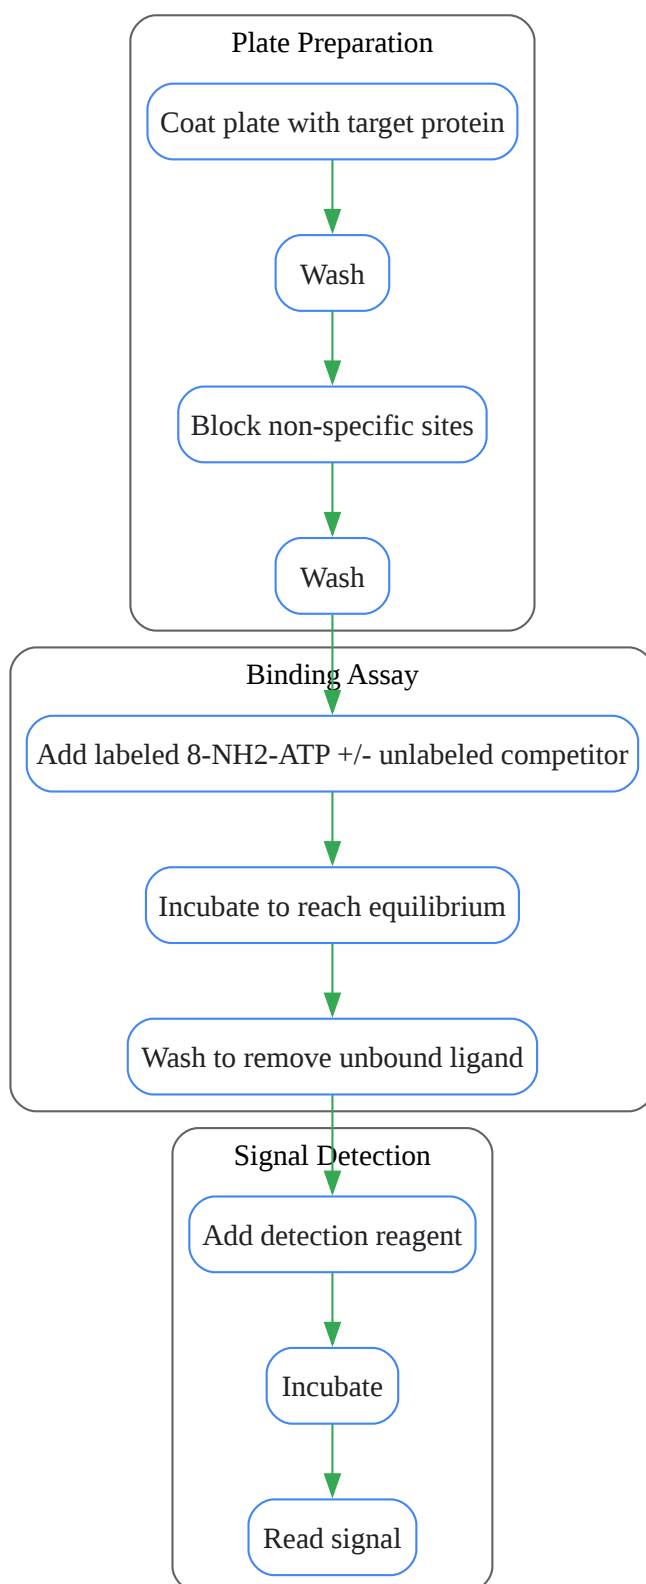 Plate Preparation
Coat plate with target protein
Wash
Block non-specific sites
Wash
Binding Assay
Add labeled 8-NH2-ATP +/- unlabeled competitor
Incubate to reach equilibrium
Wash to remove unbound ligand
Signal Detection
Add detection reagent
Incubate
Read signal